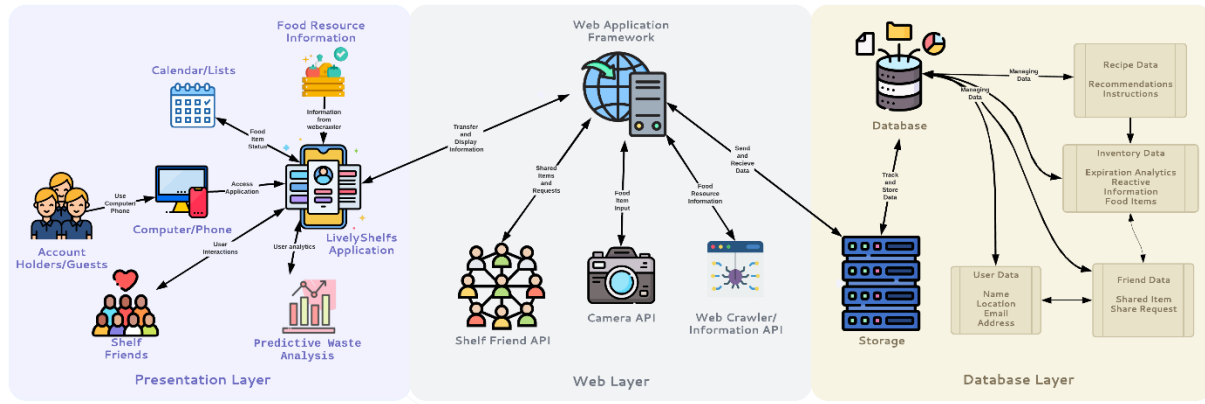 Food Resource
Information
Calendar/Lists
Information
from
webcrawler
Food
Item
Status
Use
Computer/
Phone
Access
Application
Computer/Phone
LivelyShelfs
Application
Account
Holders/Guests
User
Interactions
User analytics
Shelf
Friends
Predictive Waste
Analysis
Presentation Layer
Web Application
Framework
Transfer
and
Display
Information
Shared
Items
and
Requests
Food
Item
Input
Food
Resource
Information
Send
and
Recieve
Data
Shelf Friend API
Camera API
Web Crawler/
Information API
Web Layer
Database
Managing
Data
Managing
Data
Track
and
Store
Data
Storage
Recipe Data
Recommendations
Instructions
Inventory Data
Expiration Analytics
Reactive
Information
Food Items
User Data
Name
Location
Email
Address
Friend Data
Shared Item
Share Request
Database Layer